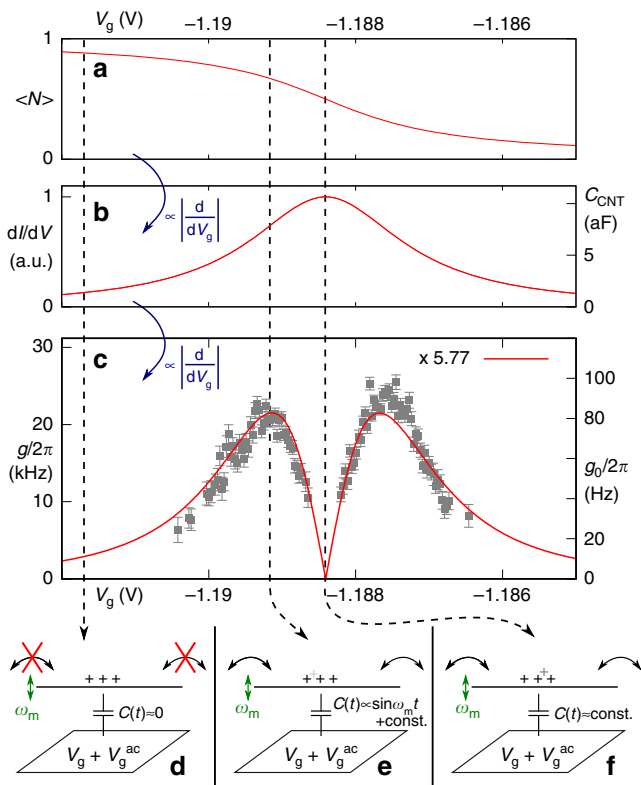 V_g (V) −1.19 −1.188 −1.186
1
a
<N>
0
1
b
dI/dV
(a.u.)
0
∝ |d/dV_g|
C_CNT
(aF)
5
0
30
c
∝ |d/dV_g|
x 5.77
20
g/2π
(kHz)
10
0
100
80
60
g_0/2π
(Hz)
40
20
0
V_g (V) −1.19 −1.188 −1.186
+ + +
ω_m
C(t)≈0
V_g + V_g^ac
d
+ + + +
ω_m
C(t)∝sinω_m t
+const.
V_g + V_g^ac
e
+ + + +
ω_m
C(t)≈const.
V_g + V_g^ac
f